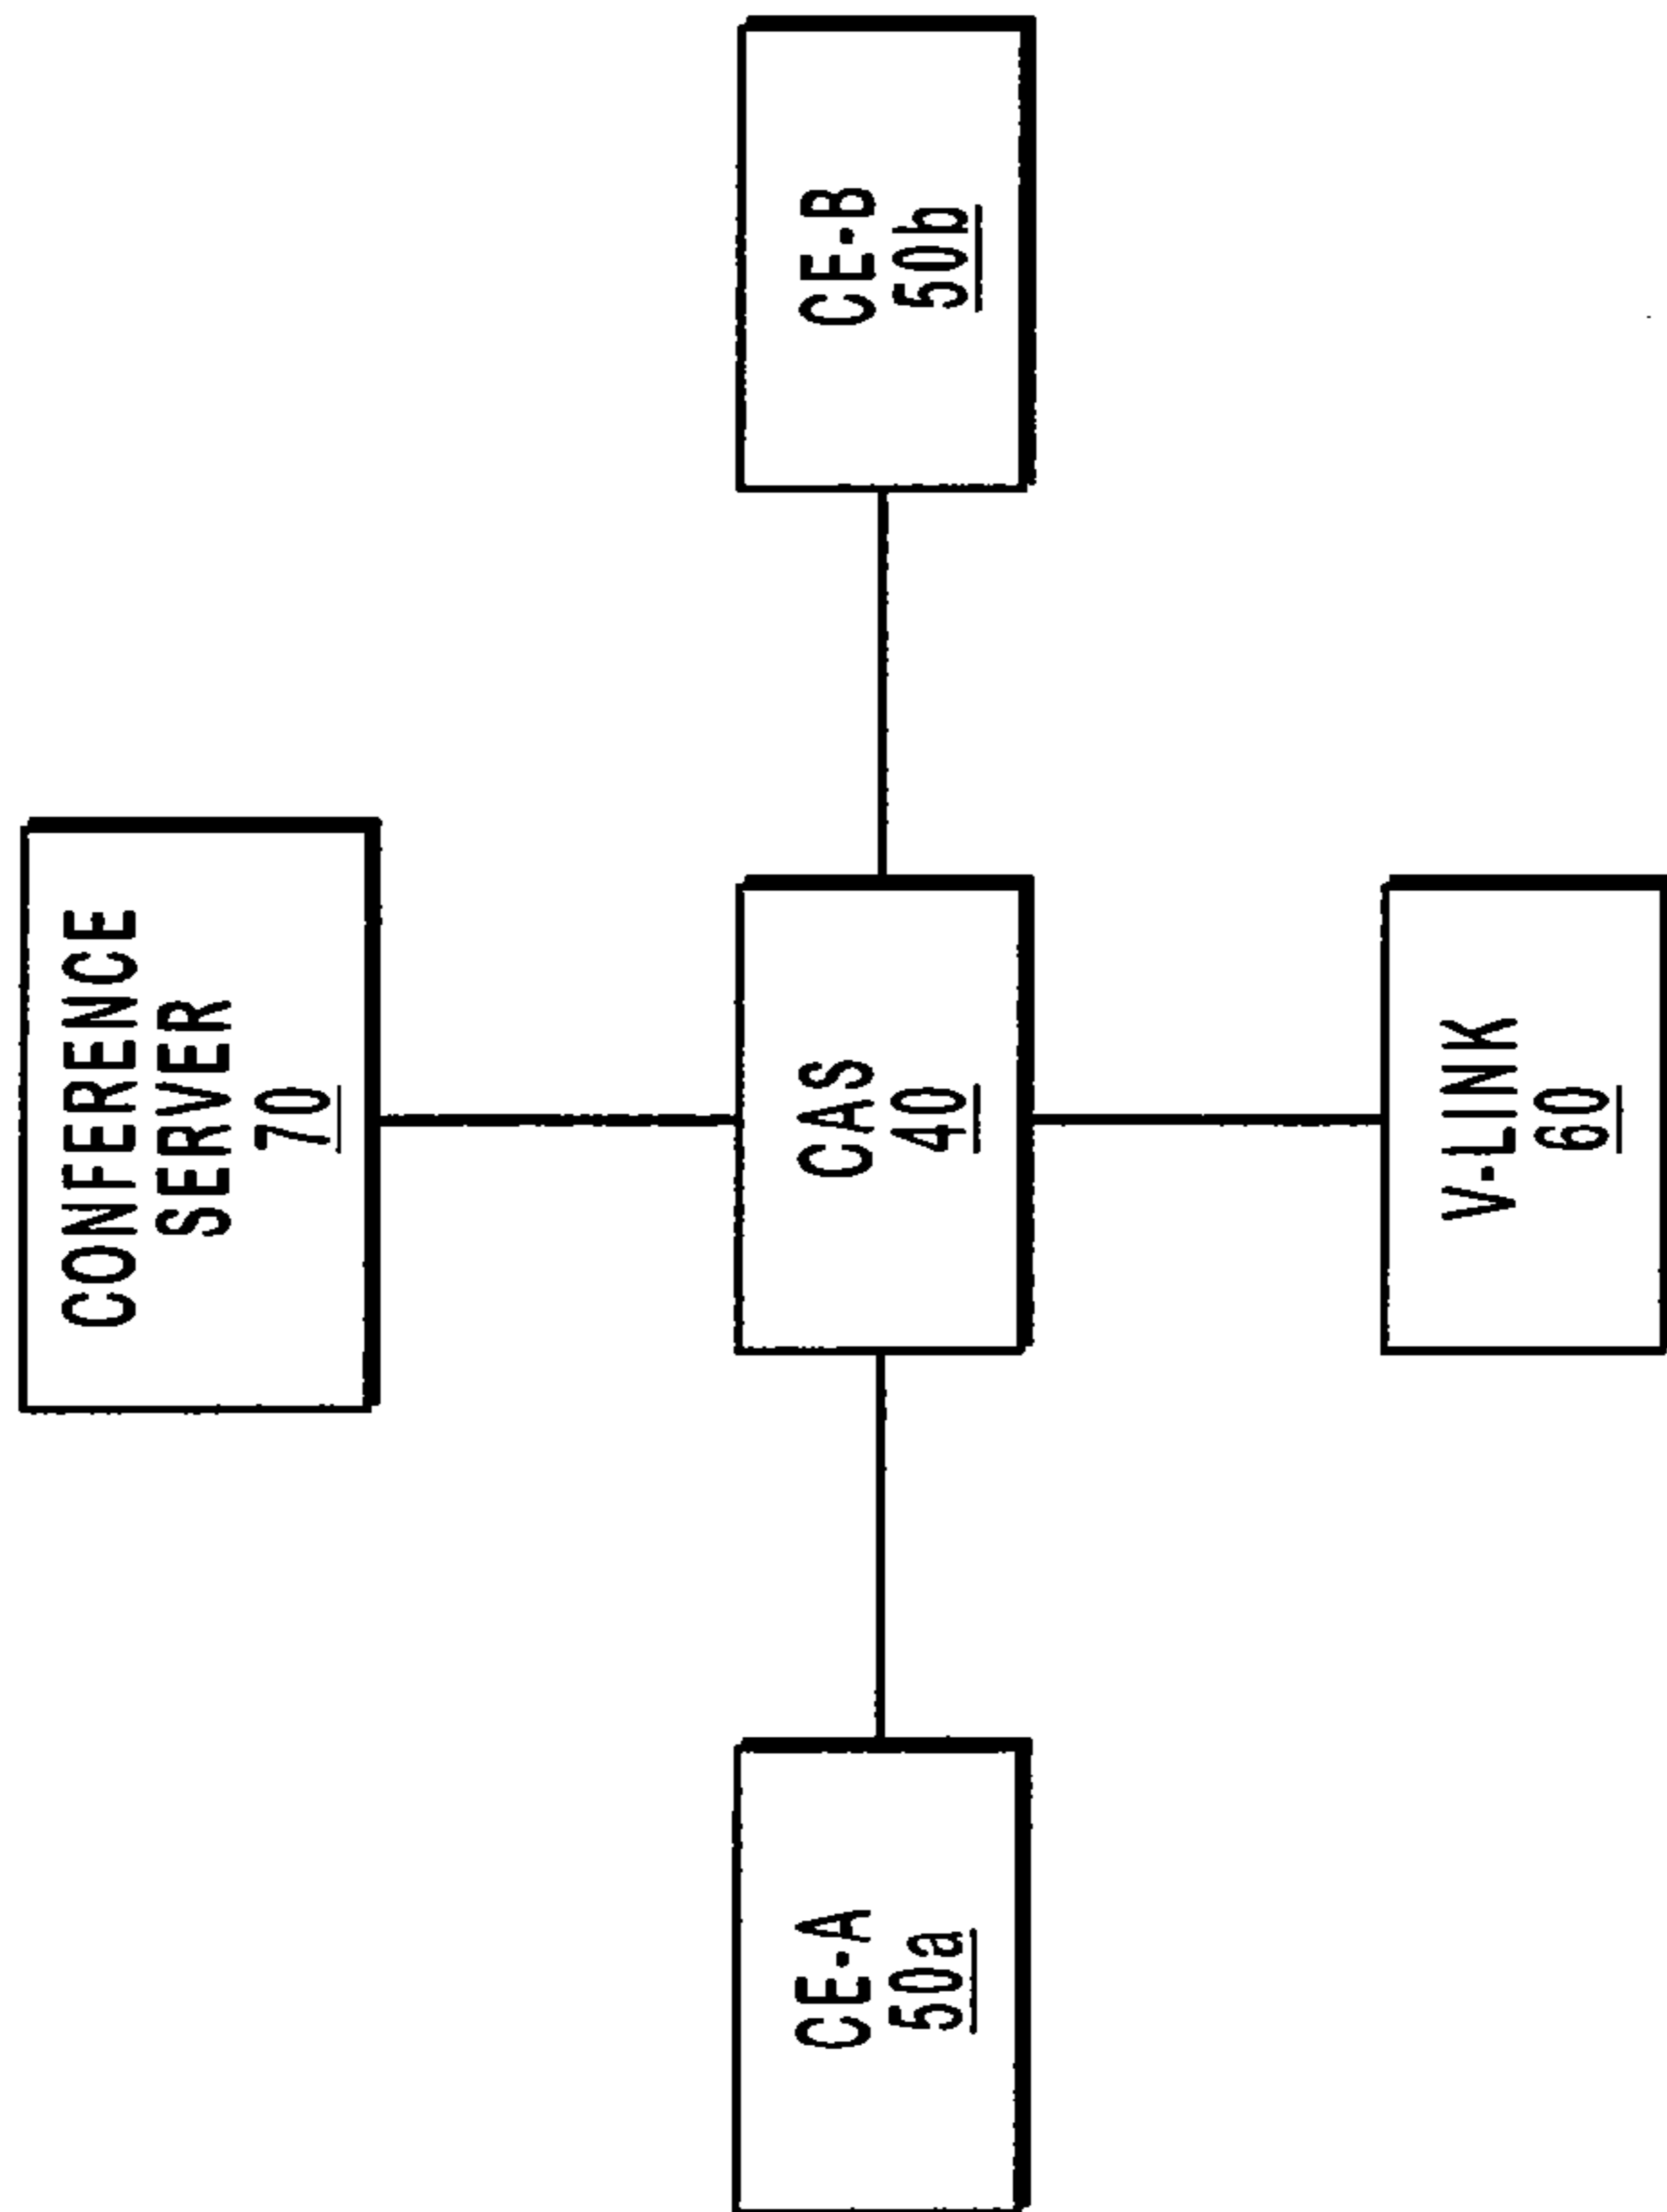 CONFERENCE
SERVER
70
CE-A
50a
CAS
40
CE-B
50b
V-LINK
60